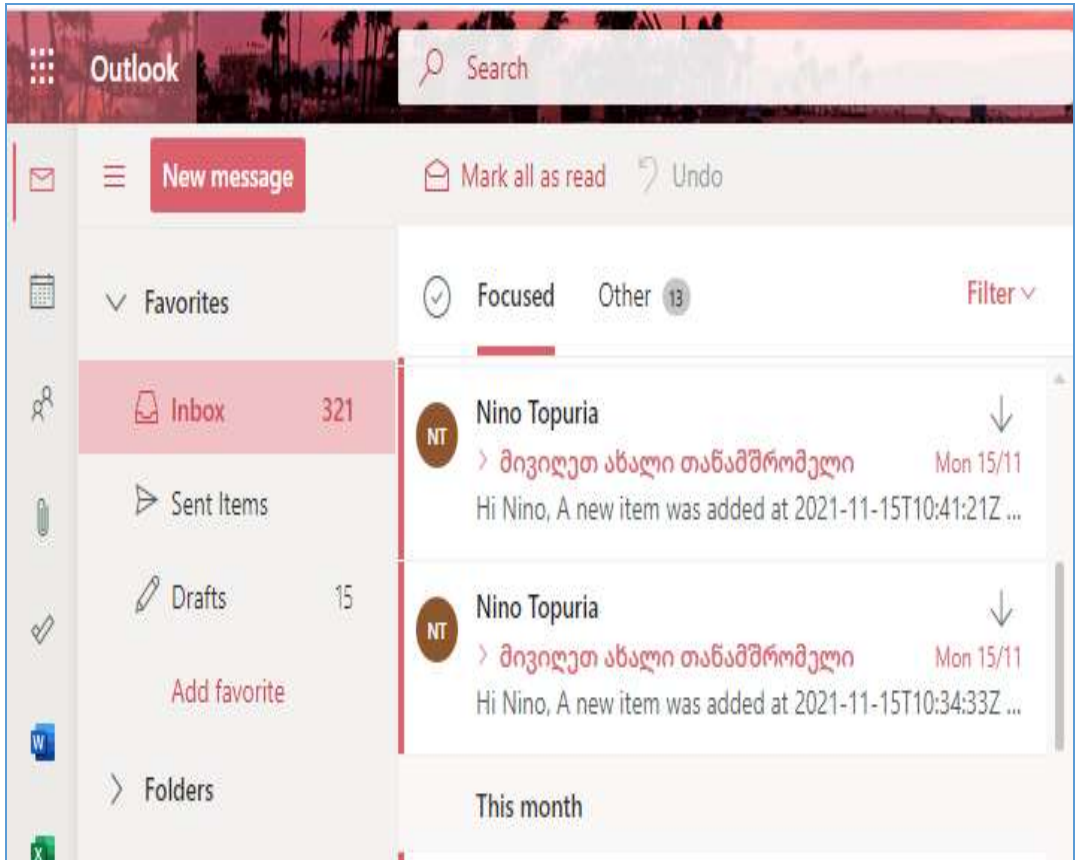 Outlook
Search
New message
Mark all as read
Undo
Favorites
Focused
Other 13
Filter
Inbox 321
Nino Topuria
NT
მივიღეთ ახალი თანამშრომელი Mon 15/11
Hi Nino, A new item was added at 2021-11-15T10:41:21Z ...
Sent Items
Drafts 15
Nino Topuria
NT
მივიღეთ ახალი თანამშრომელი Mon 15/11
Hi Nino, A new item was added at 2021-11-15T10:34:33Z ...
Add favorite
W
Folders
This month
X